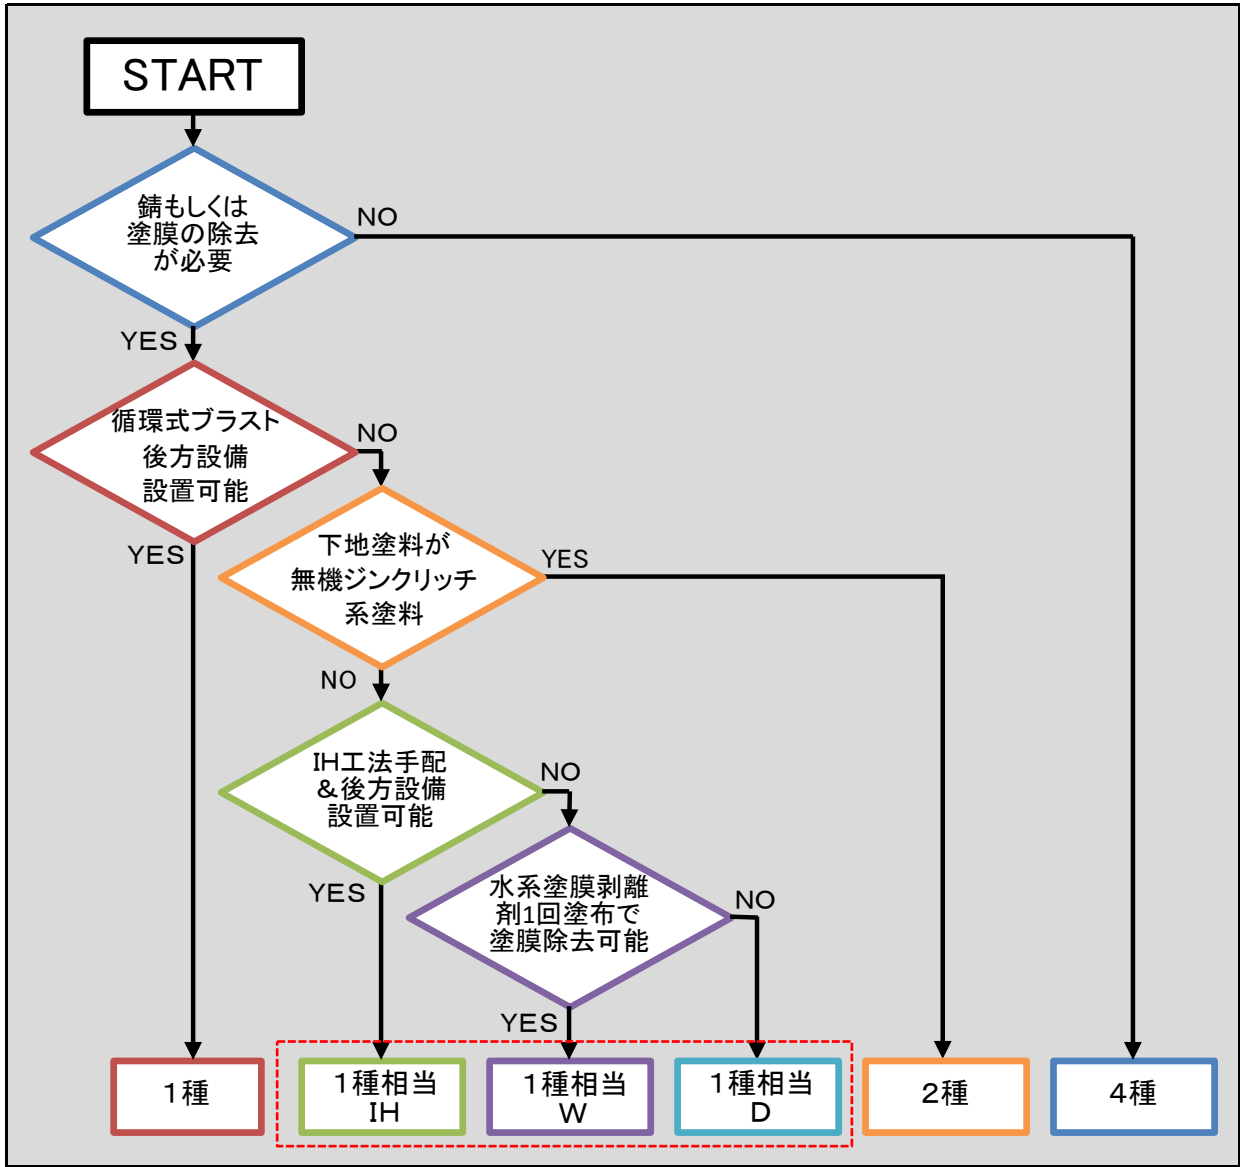 START
錆もしくは
塗膜の除去
が必要
NO
YES
循環式ブラスト
後方設備
設置可能
NO
YES
下地塗料が
無機ジンクリッチ
系塗料
YES
NO
IH工法手配
＆後方設備
設置可能
NO
YES
水系塗膜剥離
剤1回塗布で
塗膜除去可能
NO
YES
1種
1種相当
IH
1種相当
W
1種相当
D
2種
4種